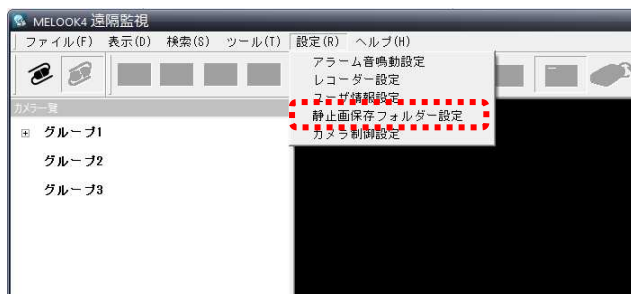 MELOOK4 遠隔監視
ファイル(F) 表示(D) 検索(S) ツール(T) 設定(R) ヘルプ(H)
アラーム音鳴動設定
レコーダー設定
ユーザ情報設定
静止画保存フォルダー設定
カメラ制御設定
カメラ一覧
グループ1
グループ2
グループ3